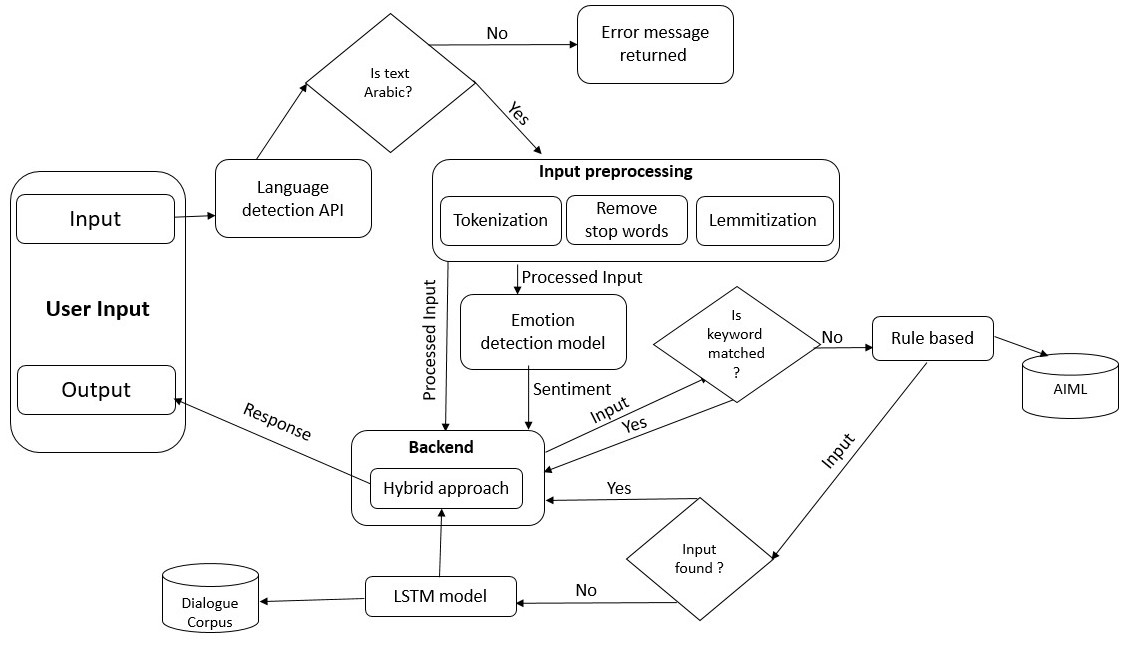 Is text
Arabic?
No
Error message
returned
Yes
Language
detection API
Input
User Input
Output
Input preprocessing
Tokenization
Remove
stop words
Lemmitization
Processed Input
Processed Input
Emotion
detection model
Sentiment
Is
keyword
matched
?
No
Rule based
AIML
Input
Yes
Input
Response
Backend
Hybrid approach
Yes
Input
found ?
No
LSTM model
Dialogue
Corpus